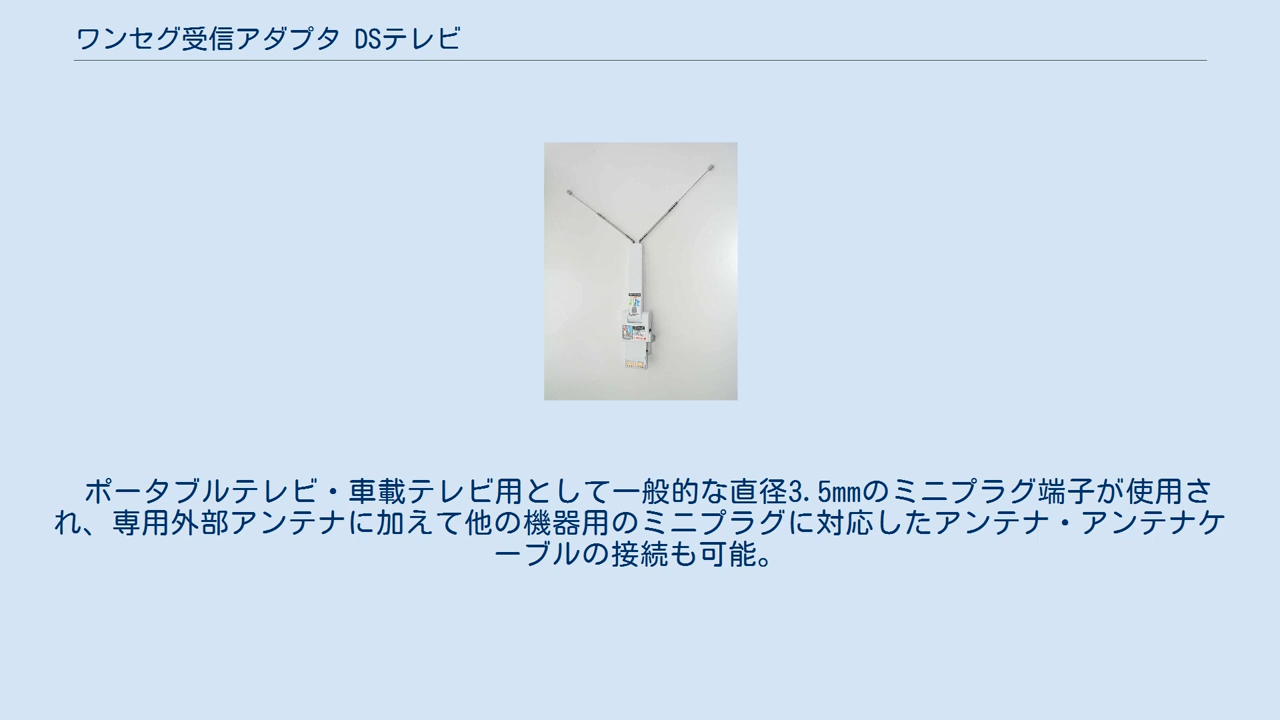 ワンセグ受信アダプタ DSテレビ
ポータブルテレビ・車載テレビ用として一般的な直径3.5mmのミニプラグ端子が使用さ
れ、専用外部アンテナに加えて他の機器用のミニプラグに対応したアンテナ・アンテナケ
ーブルの接続も可能。